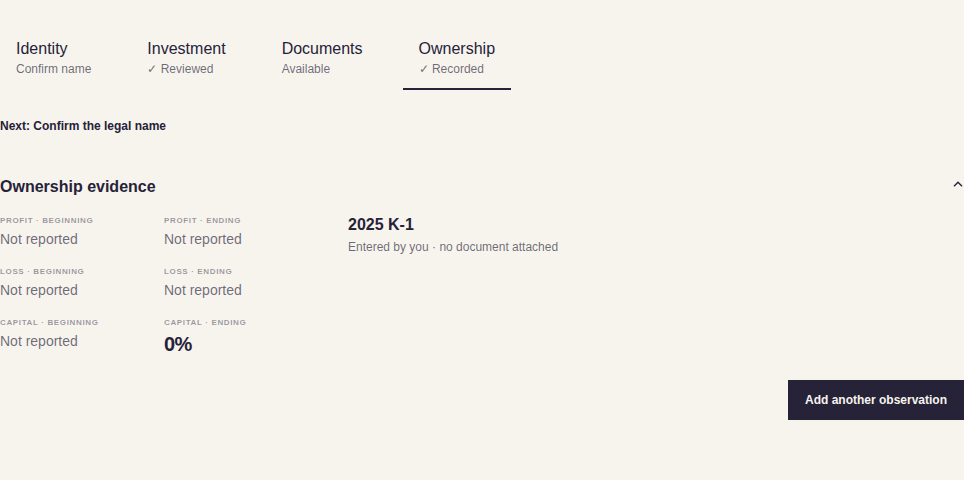 Identity
Confirm name
Investment
✓ Reviewed
Documents
Available
Ownership
✓ Recorded
Next: Confirm the legal name
Ownership evidence
PROFIT · BEGINNING
Not reported
PROFIT · ENDING
Not reported
LOSS · BEGINNING
Not reported
LOSS · ENDING
Not reported
CAPITAL · BEGINNING
Not reported
CAPITAL · ENDING
0%
2025 K-1
Entered by you · no document attached
Add another observation